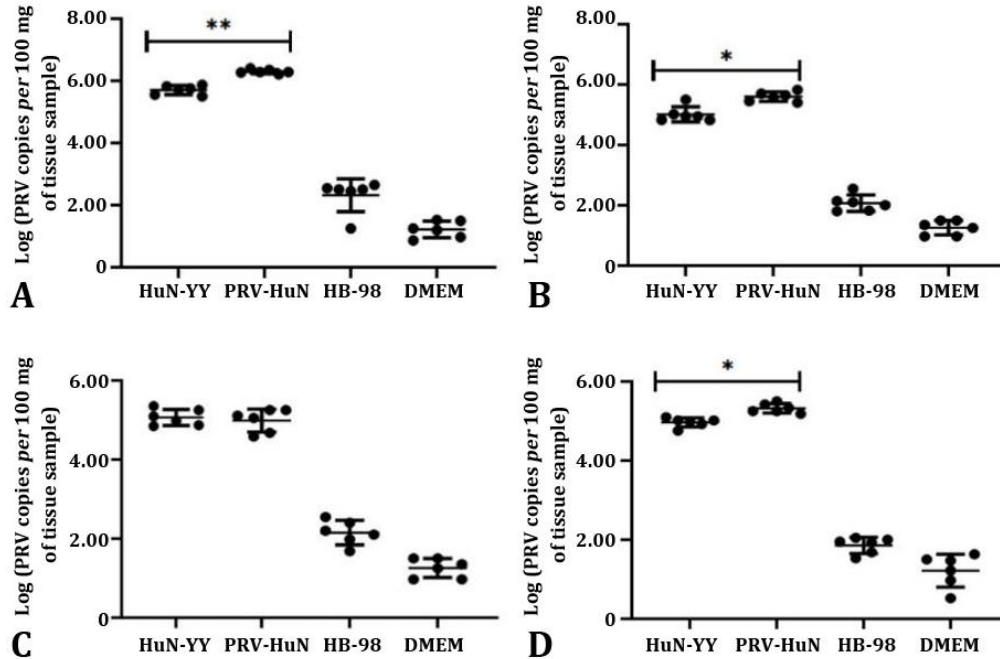 Log (PRV copies per 100 mg
of tissue sample)
8.00
6.00
4.00
2.00
0
**
HuN-YY PRV-HuN HB-98 DMEM
A
Log (PRV copies per 100 mg
of tissue sample)
8.00
6.00
4.00
2.00
0
*
HuN-YY PRV-HuN HB-98 DMEM
B
Log (PRV copies per 100 mg
of tissue sample)
6.00
4.00
2.00
0
HuN-YY PRV-HuN HB-98 DMEM
C
Log (PRV copies per 100 mg
of tissue sample)
6.00
4.00
2.00
0
*
HuN-YY PRV-HuN HB-98 DMEM
D